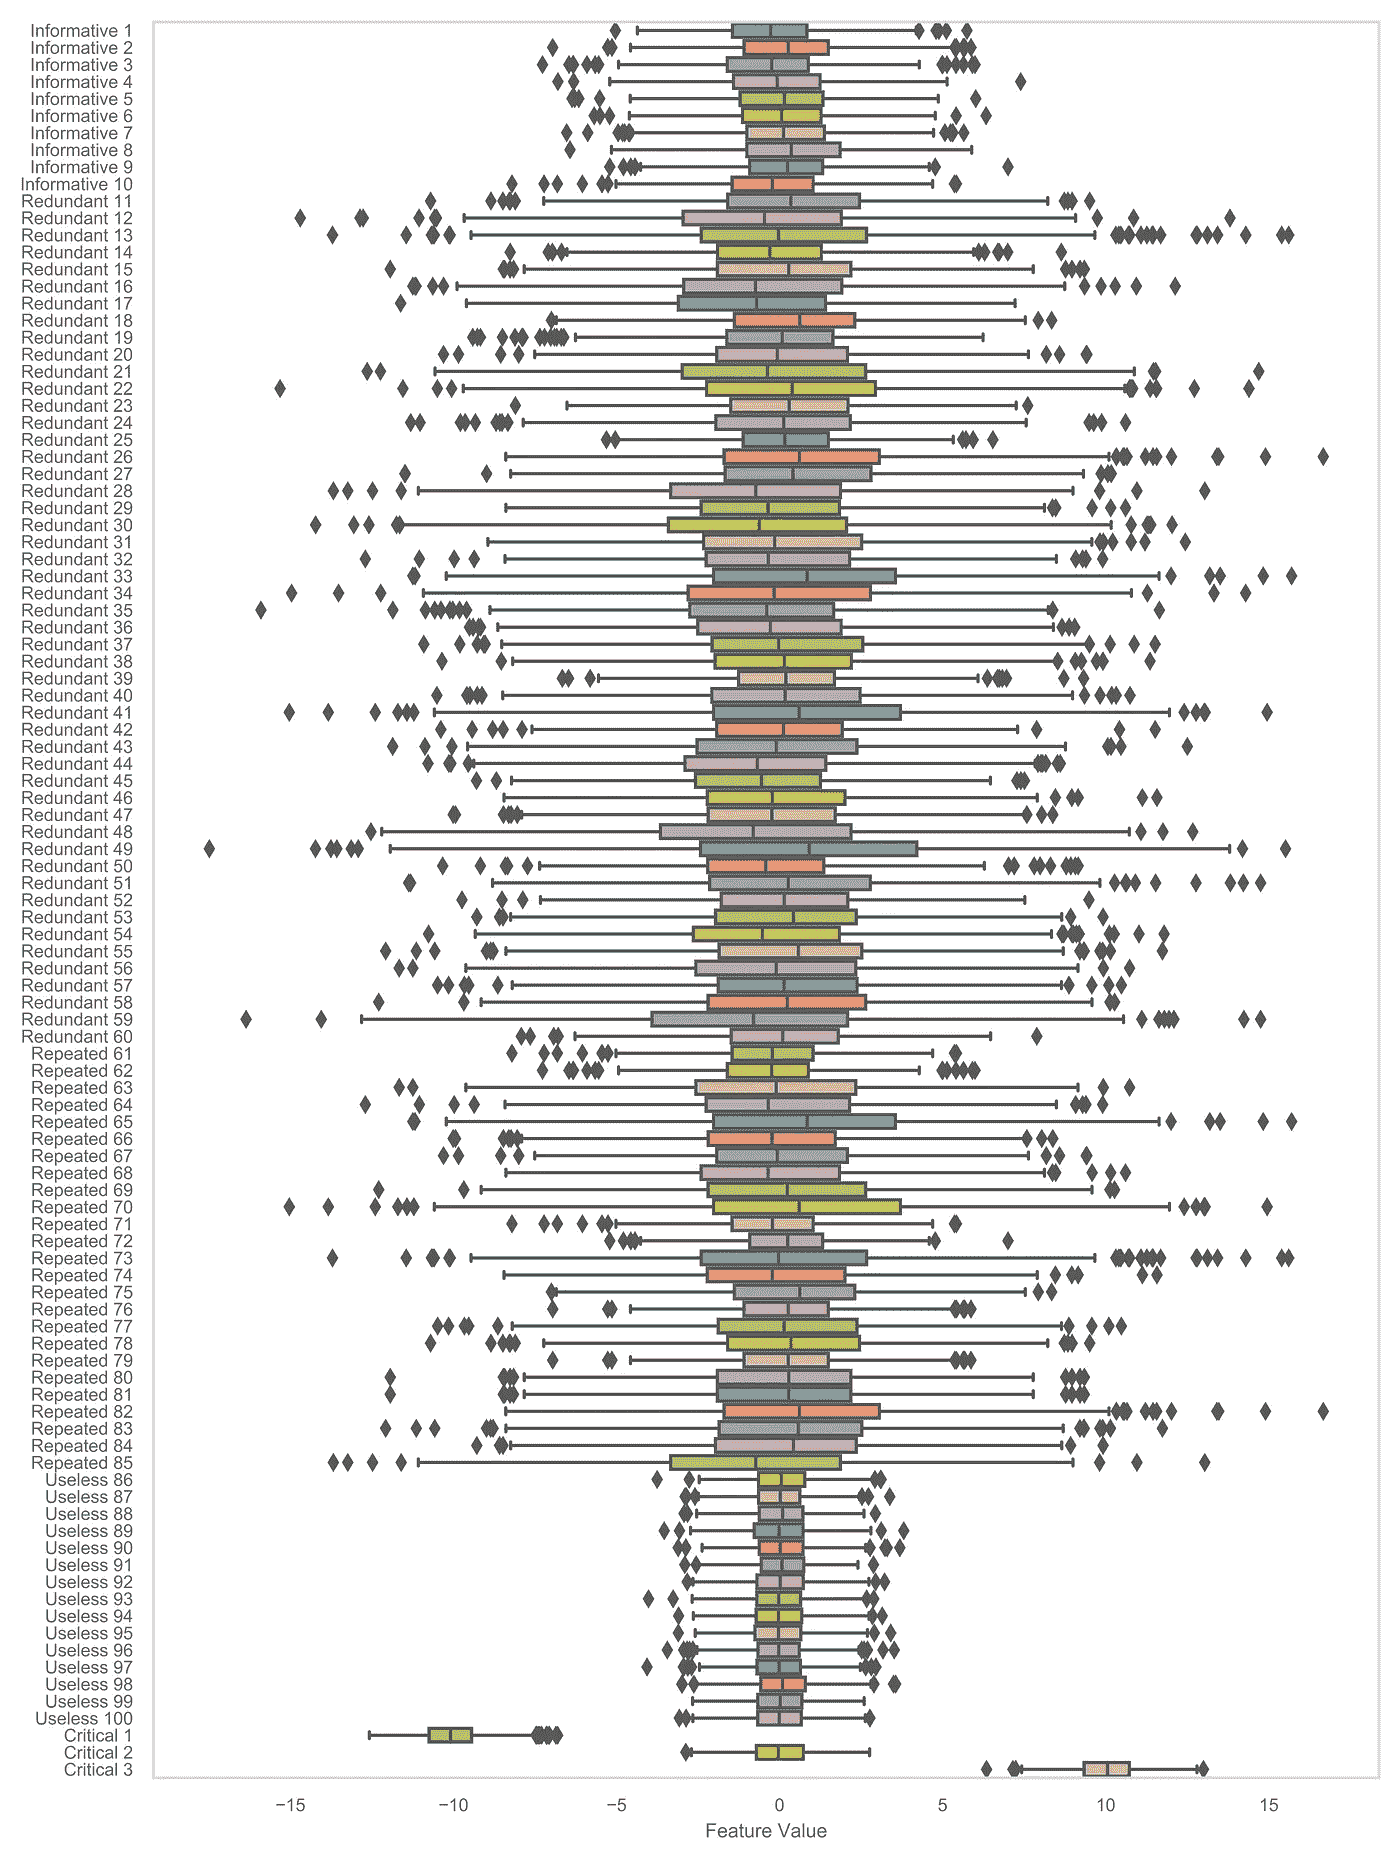 Informative 1
Informative 2
Informative 3
Informative 4
Informative 5
Informative 6
Informative 7
Informative 8
Informative 9
Informative 10
Redundant 11
Redundant 12
Redundant 13
Redundant 14
Redundant 15
Redundant 16
Redundant 17
Redundant 18
Redundant 19
Redundant 20
Redundant 21
Redundant 22
Redundant 23
Redundant 24
Redundant 25
Redundant 26
Redundant 27
Redundant 28
Redundant 29
Redundant 30
Redundant 31
Redundant 32
Redundant 33
Redundant 34
Redundant 35
Redundant 36
Redundant 37
Redundant 38
Redundant 39
Redundant 40
Redundant 41
Redundant 42
Redundant 43
Redundant 44
Redundant 45
Redundant 46
Redundant 47
Redundant 48
Redundant 49
Redundant 50
Redundant 51
Redundant 52
Redundant 53
Redundant 54
Redundant 55
Redundant 56
Redundant 57
Redundant 58
Redundant 59
Redundant 60
Repeated 61
Repeated 62
Repeated 63
Repeated 64
Repeated 65
Repeated 66
Repeated 67
Repeated 68
Repeated 69
Repeated 70
Repeated 71
Repeated 72
Repeated 73
Repeated 74
Repeated 75
Repeated 76
Repeated 77
Repeated 78
Repeated 79
Repeated 80
Repeated 81
Repeated 82
Repeated 83
Repeated 84
Repeated 85
Useless 86
Useless 87
Useless 88
Useless 89
Useless 90
Useless 91
Useless 92
Useless 93
Useless 94
Useless 95
Useless 96
Useless 97
Useless 98
Useless 99
Useless 100
Critical 1
Critical 2
Critical 3
−15 −10 −5 0 5 10 15
Feature Value